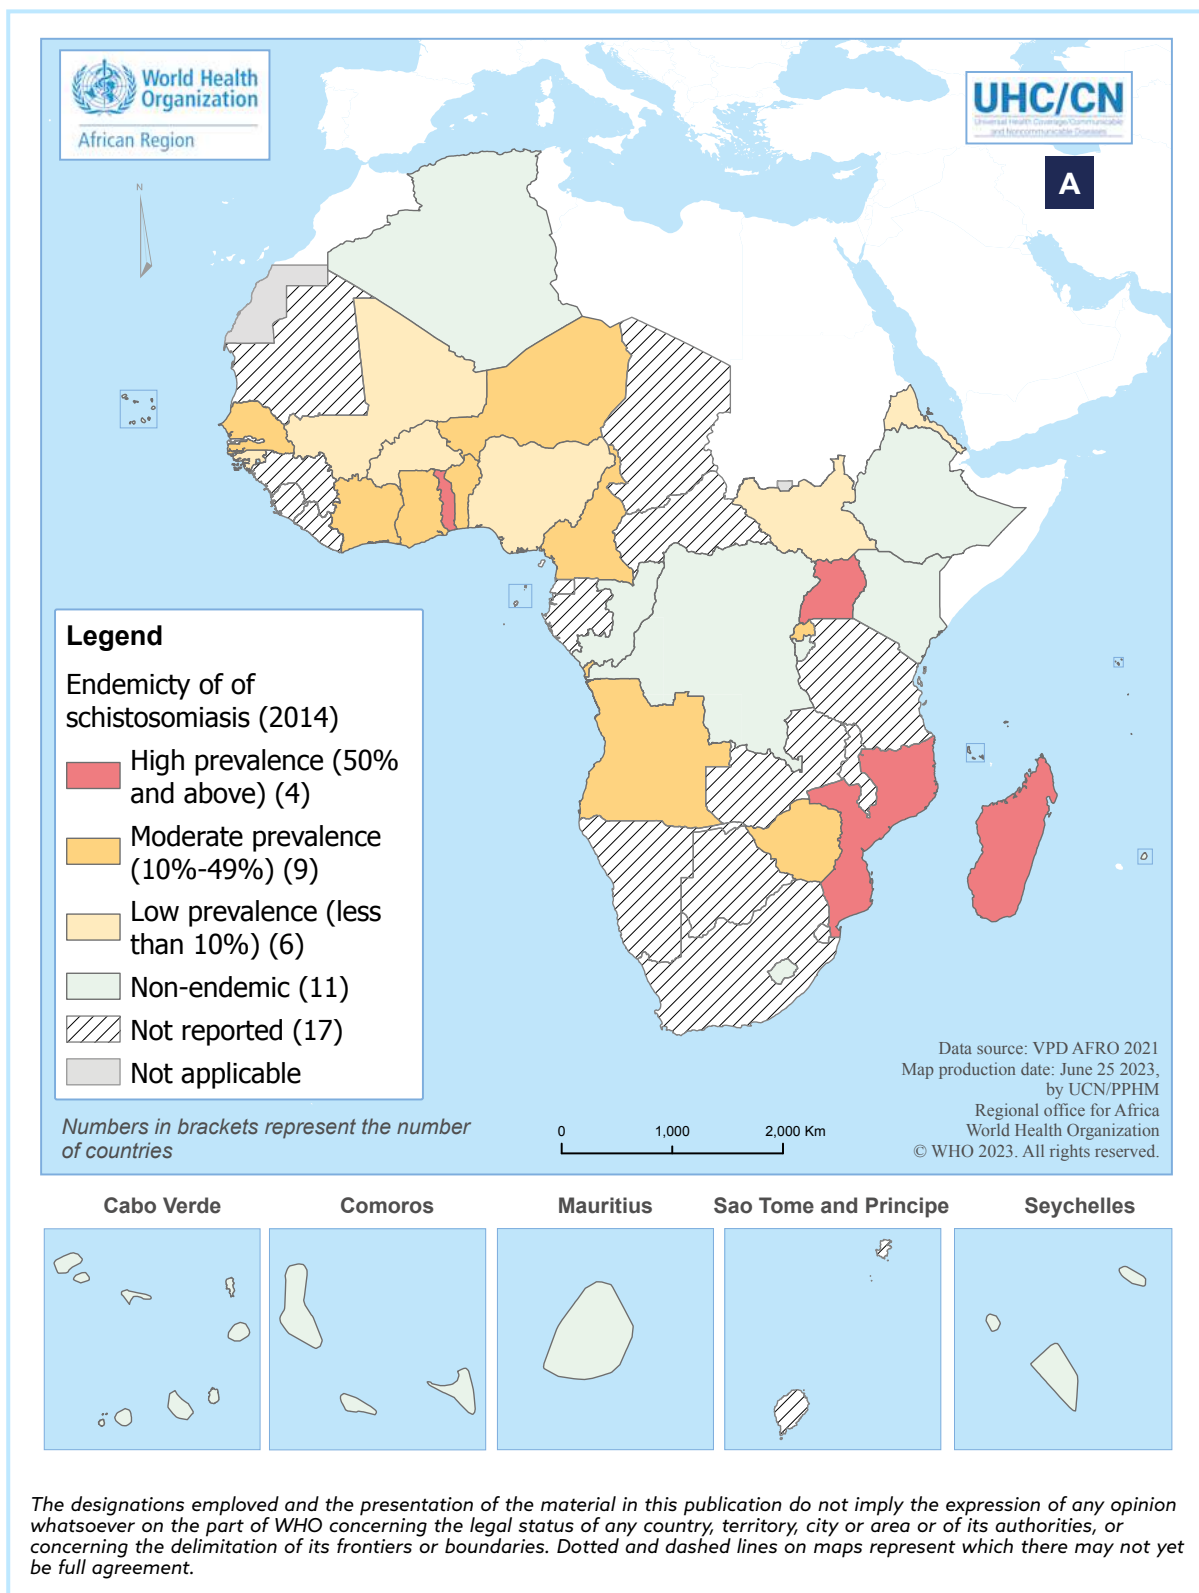 World Health
Organization
African Region
UHC/CN
Universal Health Coverage/Communicable
and Noncommunicable Diseases
A
N
Legend
Endemicty of of
schistosomiasis (2014)
High prevalence (50%
and above) (4)
Moderate prevalence
(10%-49%) (9)
Low prevalence (less
than 10%) (6)
Non-endemic (11)
Not reported (17)
Not applicable
Numbers in brackets represent the number
of countries
0 1,000 2,000 Km
Data source: VPD AFRO 2021
Map production date: June 25 2023,
by UCN/PPHM
Regional office for Africa
World Health Organization
© WHO 2023. All rights reserved.
Cabo Verde Comoros Mauritius Sao Tome and Principe Seychelles
The designations employed and the presentation of the material in this publication do not imply the expression of any opinion
whatsoever on the part of WHO concerning the legal status of any country, territory, city or area or of its authorities, or
concerning the delimitation of its frontiers or boundaries. Dotted and dashed lines on maps represent which there may not yet
be full agreement.